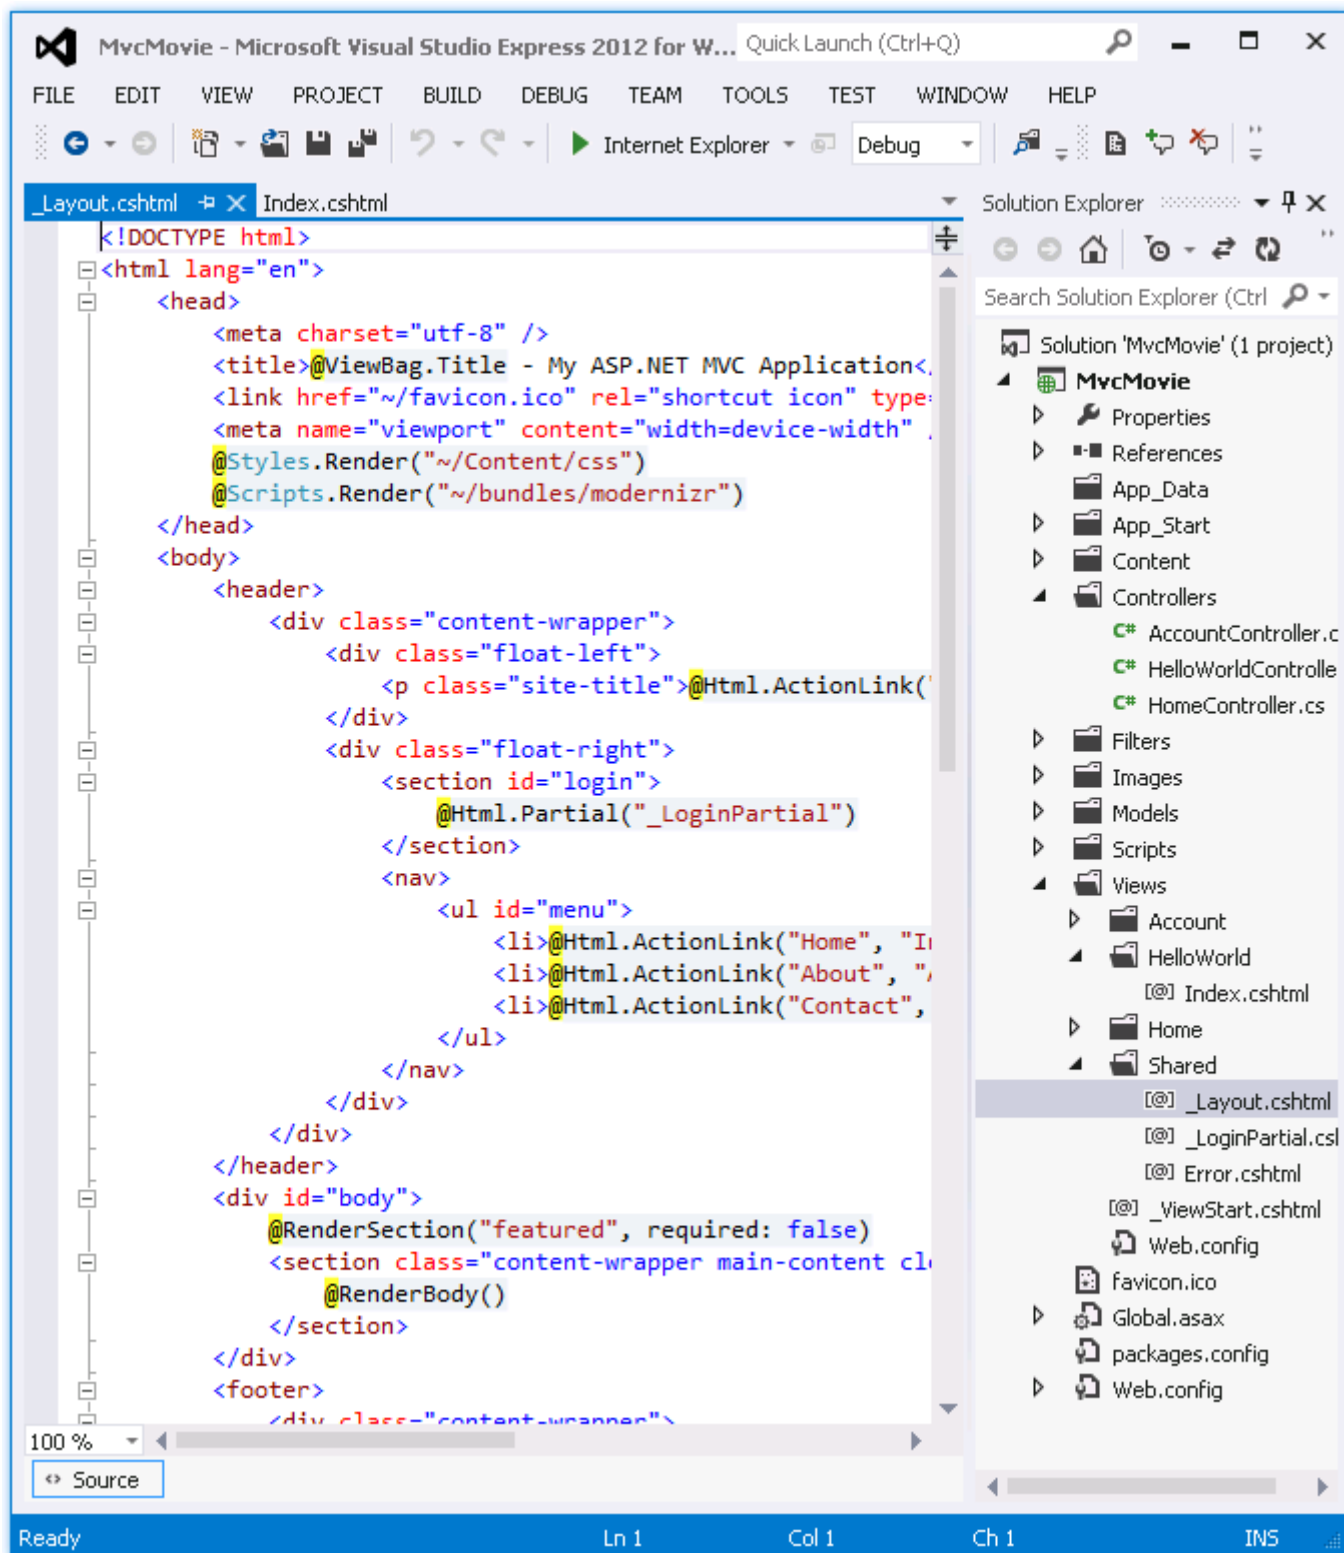 MvcMovie - Microsoft Visual Studio Express 2012 for W... Quick Launch (Ctrl+Q)
FILE EDIT VIEW PROJECT BUILD DEBUG TEAM TOOLS TEST WINDOW HELP
Internet Explorer Debug
_Layout.cshtml Index.cshtml
<!DOCTYPE html>
<html lang="en">
<head>
<meta charset="utf-8" />
<title>@ViewBag.Title - My ASP.NET MVC Application<
<link href="~/favicon.ico" rel="shortcut icon" type=
<meta name="viewport" content="width=device-width"
@Styles.Render("~/Content/css")
@Scripts.Render("~/bundles/modernizr")
</head>
<body>
<header>
<div class="content-wrapper">
<div class="float-left">
<p class="site-title">@Html.ActionLink(
</div>
<div class="float-right">
<section id="login">
@Html.Partial("_LoginPartial")
</section>
<nav>
<ul id="menu">
<li>@Html.ActionLink("Home", "I
<li>@Html.ActionLink("About", "
<li>@Html.ActionLink("Contact",
</ul>
</nav>
</div>
</div>
</header>
<div id="body">
@RenderSection("featured", required: false)
<section class="content-wrapper main-content cl
@RenderBody()
</section>
</div>
<footer>
<div class="content-wrapper">
100 %
Source
Solution Explorer
Search Solution Explorer (Ctrl
Solution 'MvcMovie' (1 project)
MvcMovie
Properties
References
App_Data
App_Start
Content
Controllers
C# AccountController.c
C# HelloWorldControlle
C# HomeController.cs
Filters
Images
Models
Scripts
Views
Account
HelloWorld
[@] Index.cshtml
Home
Shared
[@] _Layout.cshtml
[@] _LoginPartial.csl
[@] Error.cshtml
[@] _ViewStart.cshtml
Web.config
favicon.ico
Global.asax
packages.config
Web.config
Ready Ln 1 Col 1 Ch 1 INS